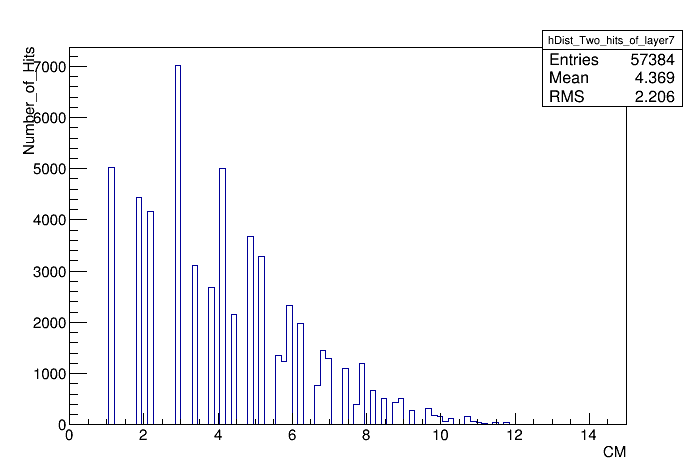 hDist_Two_hits_of_layer7
Entries 57384
Mean 4.369
RMS 2.206
Number_of_Hits
7000
6000
5000
4000
3000
2000
1000
0
0 2 4 6 8 10 12 14
CM